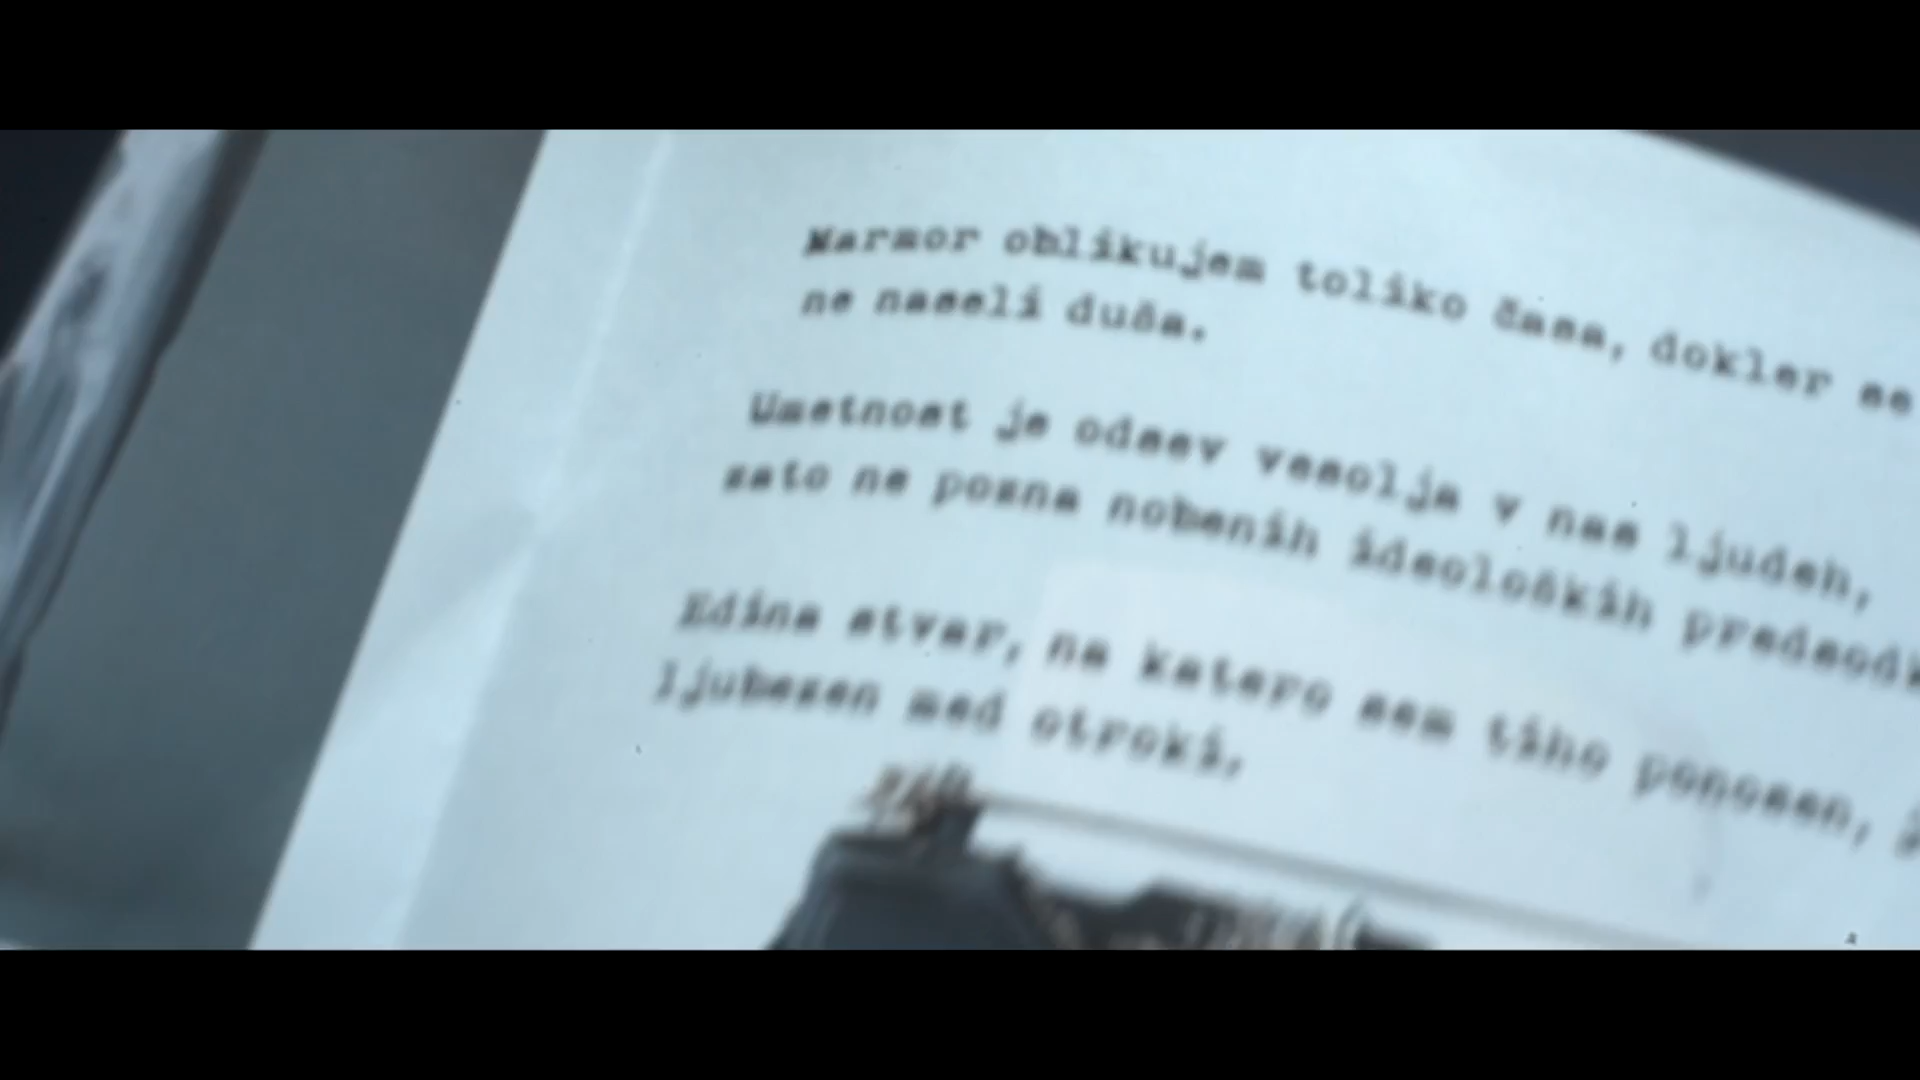 Marmor oblikujem toliko časa, dokler se
ne naseli duša.
Umetnost je odsev vesolja v nas ljudeh,
zato ne pozna nobenih ideoloških
Edina stvar, na katero sem tiho ponosen,
ljubezen med otroki,